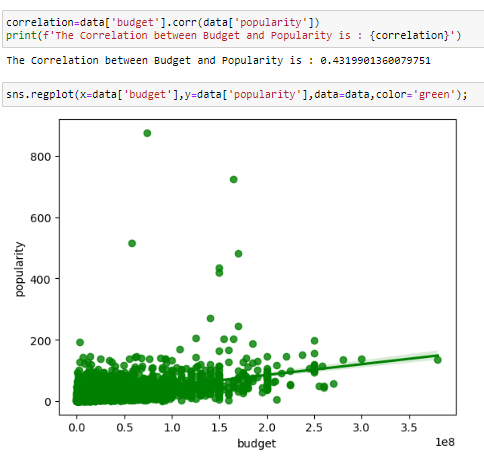 correlation=data['budget'].corr(data['popularity'])
print(f'The Correlation between Budget and Popularity is : {correlation}')
The Correlation between Budget and Popularity is : 0.4319901360079751
sns.regplot(x=data['budget'],y=data['popularity'],data=data,color='green');
800
600
400
200
0
popularity
0.0 0.5 1.0 1.5 2.0 2.5 3.0 3.5
1e8
budget